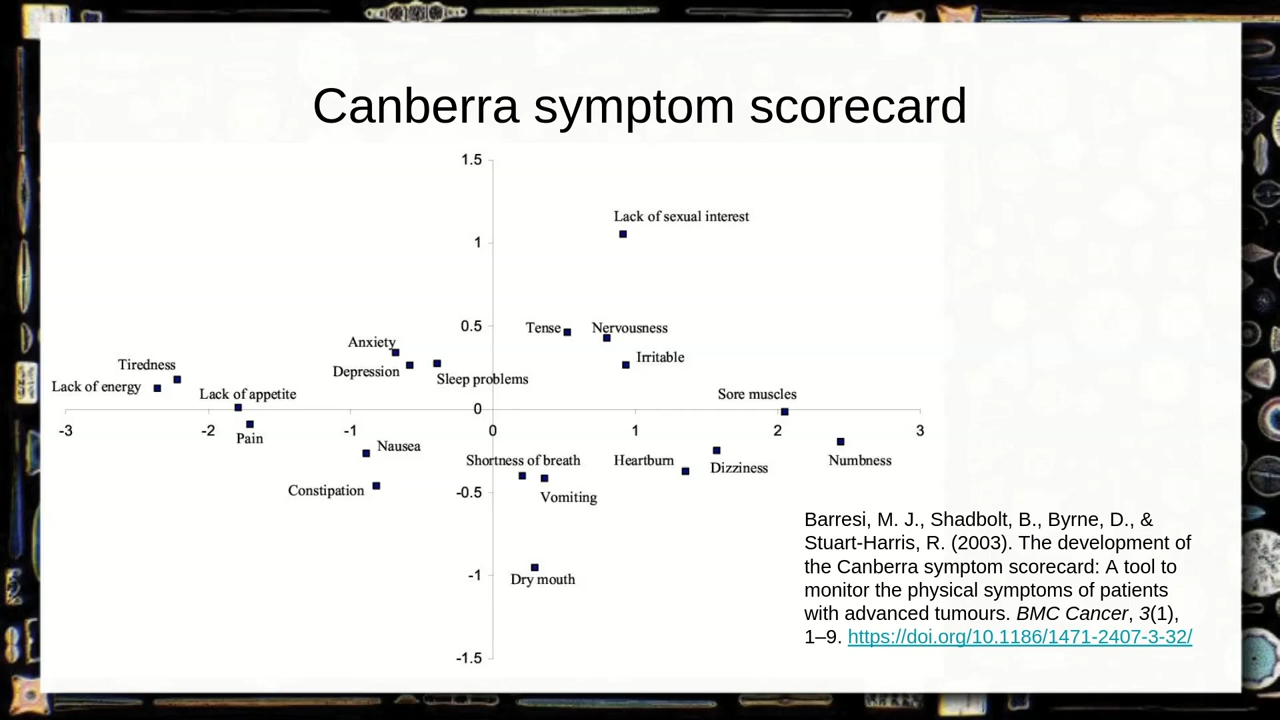 Canberra symptom scorecard
1.5
Lack of sexual interest
1
0.5
Tense
Nervousness
Anxiety
Irritable
Tiredness
Depression
Sleep problems
Lack of energy
Lack of appetite
Sore muscles
0
-3
-2
-1
0
1
2
3
Pain
Nausea
Shortness of breath
Heartburn
Dizziness
Numbness
Constipation
-0.5
Vomiting
-1
Dry mouth
-1.5
Barresi, M. J., Shadbolt, B., Byrne, D., &
Stuart-Harris, R. (2003). The development of
the Canberra symptom scorecard: A tool to
monitor the physical symptoms of patients
with advanced tumours. BMC Cancer, 3(1),
1–9. https://doi.org/10.1186/1471-2407-3-32/